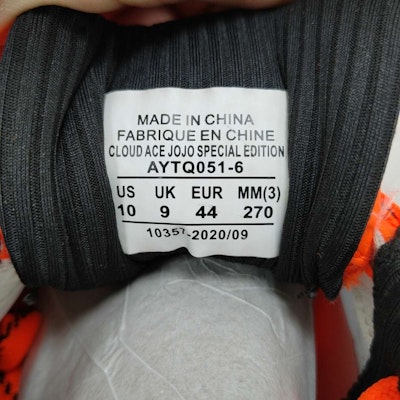 MADE IN CHINA
FABRIQUE EN CHINE
CLOUD ACE JOJO SPECIAL EDITION
AYTQ051-6
US UK EUR MM(3)
10 9 44 270
10357-2020/09